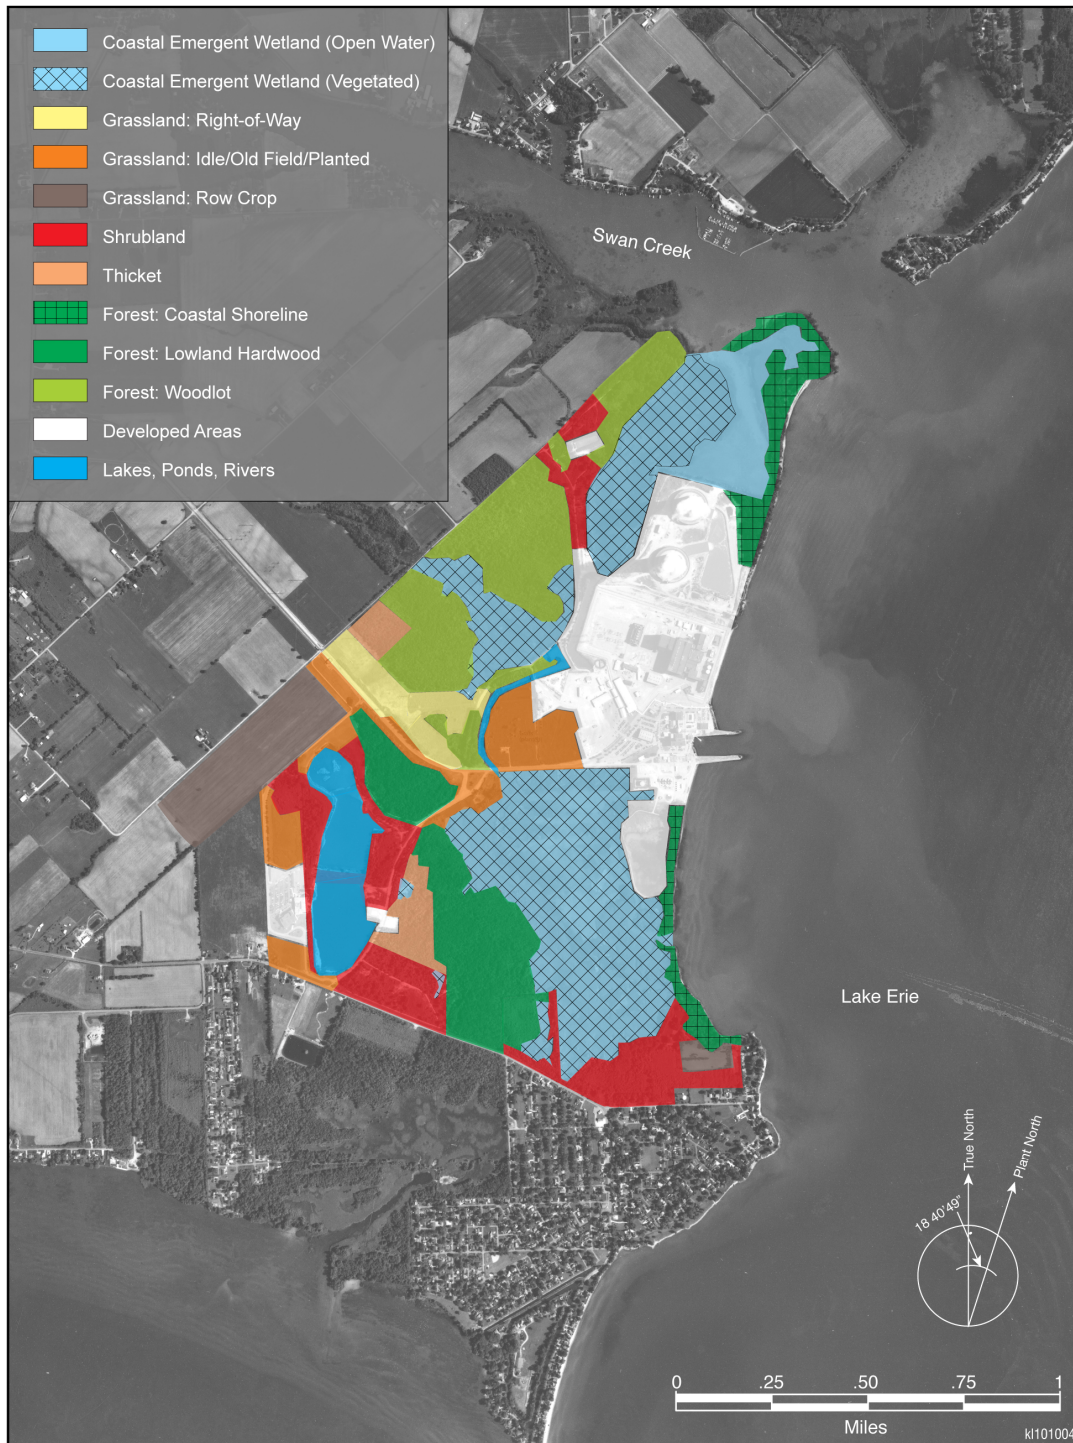 Coastal Emergent Wetland (Open Water)
Coastal Emergent Wetland (Vegetated)
Grassland: Right-of-Way
Grassland: Idle/Old Field/Planted
Grassland: Row Crop
Shrubland
Thicket
Forest: Coastal Shoreline
Forest: Lowland Hardwood
Forest: Woodlot
Developed Areas
Lakes, Ponds, Rivers
Swan Creek
Lake Erie
True North
Plant North
18 40'49"
0 .25 .50 .75 1
Miles
kl101004